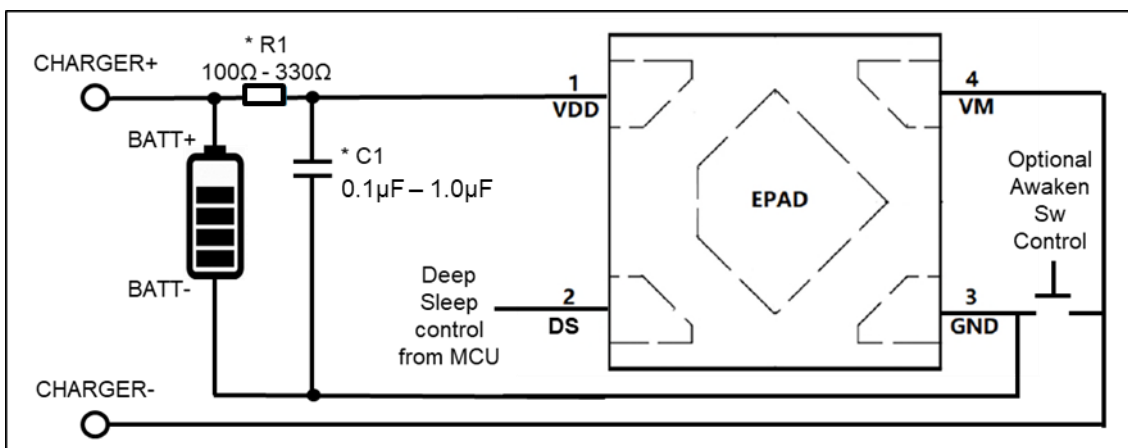 * R1
100Ω - 330Ω
CHARGER+
1
VDD
4
VM
BATT+
* C1
0.1µF – 1.0µF
EPAD
Optional
Awaken
Sw
Control
BATT-
Deep
Sleep
control
from MCU
2
DS
3
GND
CHARGER-